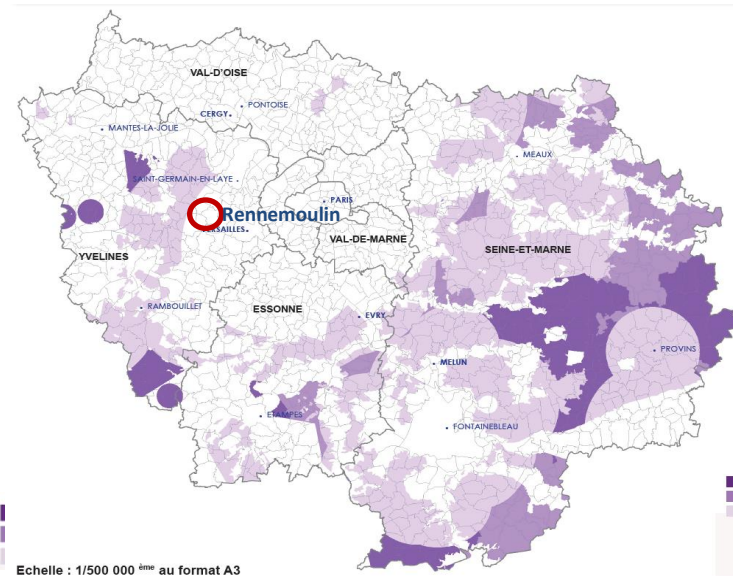 VAL-D'OISE
PONTOISE
CERGY
MANTES-LA-JOLIE
MEAUX
SAINT-GERMAIN-EN-LAYE
PARIS
Rennemoulin
VERSAILLES
VAL-DE-MARNE
SEINE-ET-MARNE
YVELINES
RAMBOUILLET
ESSONNE
EVRY
PROVINS
MELUN
ETAMPES
FONTAINEBLEAU
Echelle : 1/500 000 ème au format A3